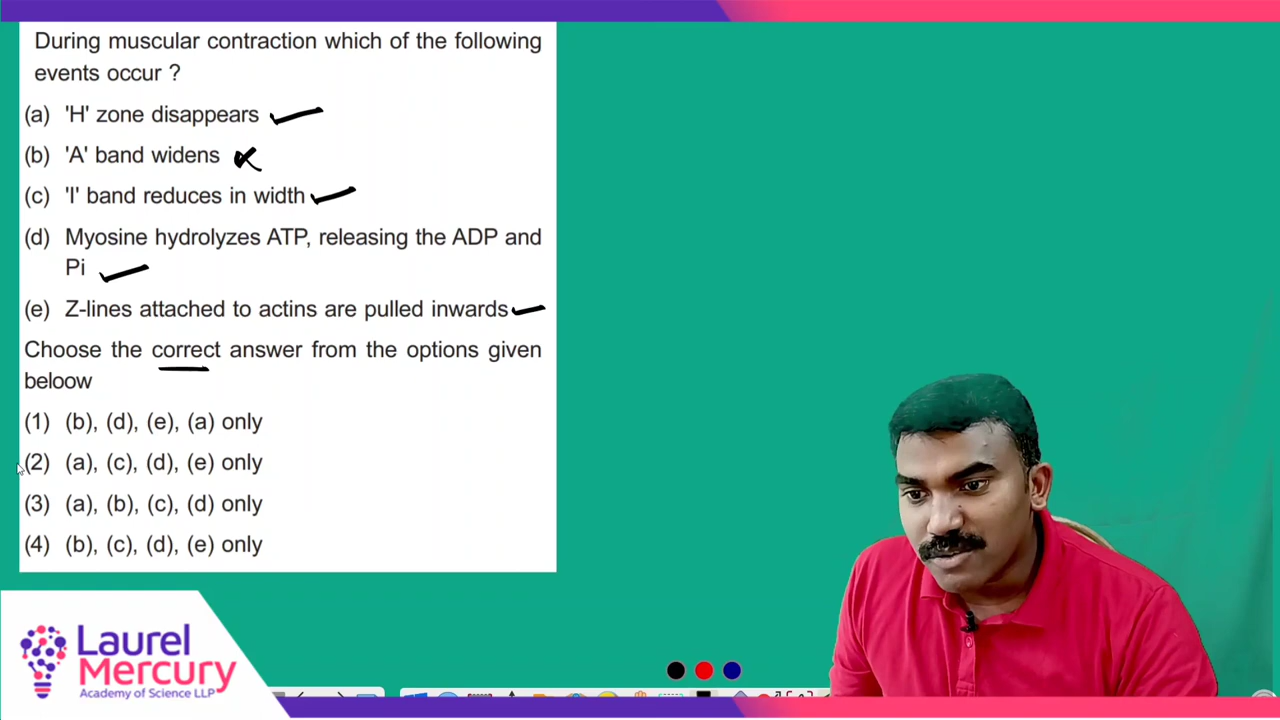 During muscular contraction which of the following
events occur ?
(a) 'H' zone disappears
(b) 'A' band widens
(c) 'I' band reduces in width
(d) Myosine hydrolyzes ATP, releasing the ADP and
Pi
(e) Z-lines attached to actins are pulled inwards
Choose the correct answer from the options given
beloow
(1) (b), (d), (e), (a) only
(2) (a), (c), (d), (e) only
(3) (a), (b), (c), (d) only
(4) (b), (c), (d), (e) only
Laurel
Mercury
Academy of Science LLP